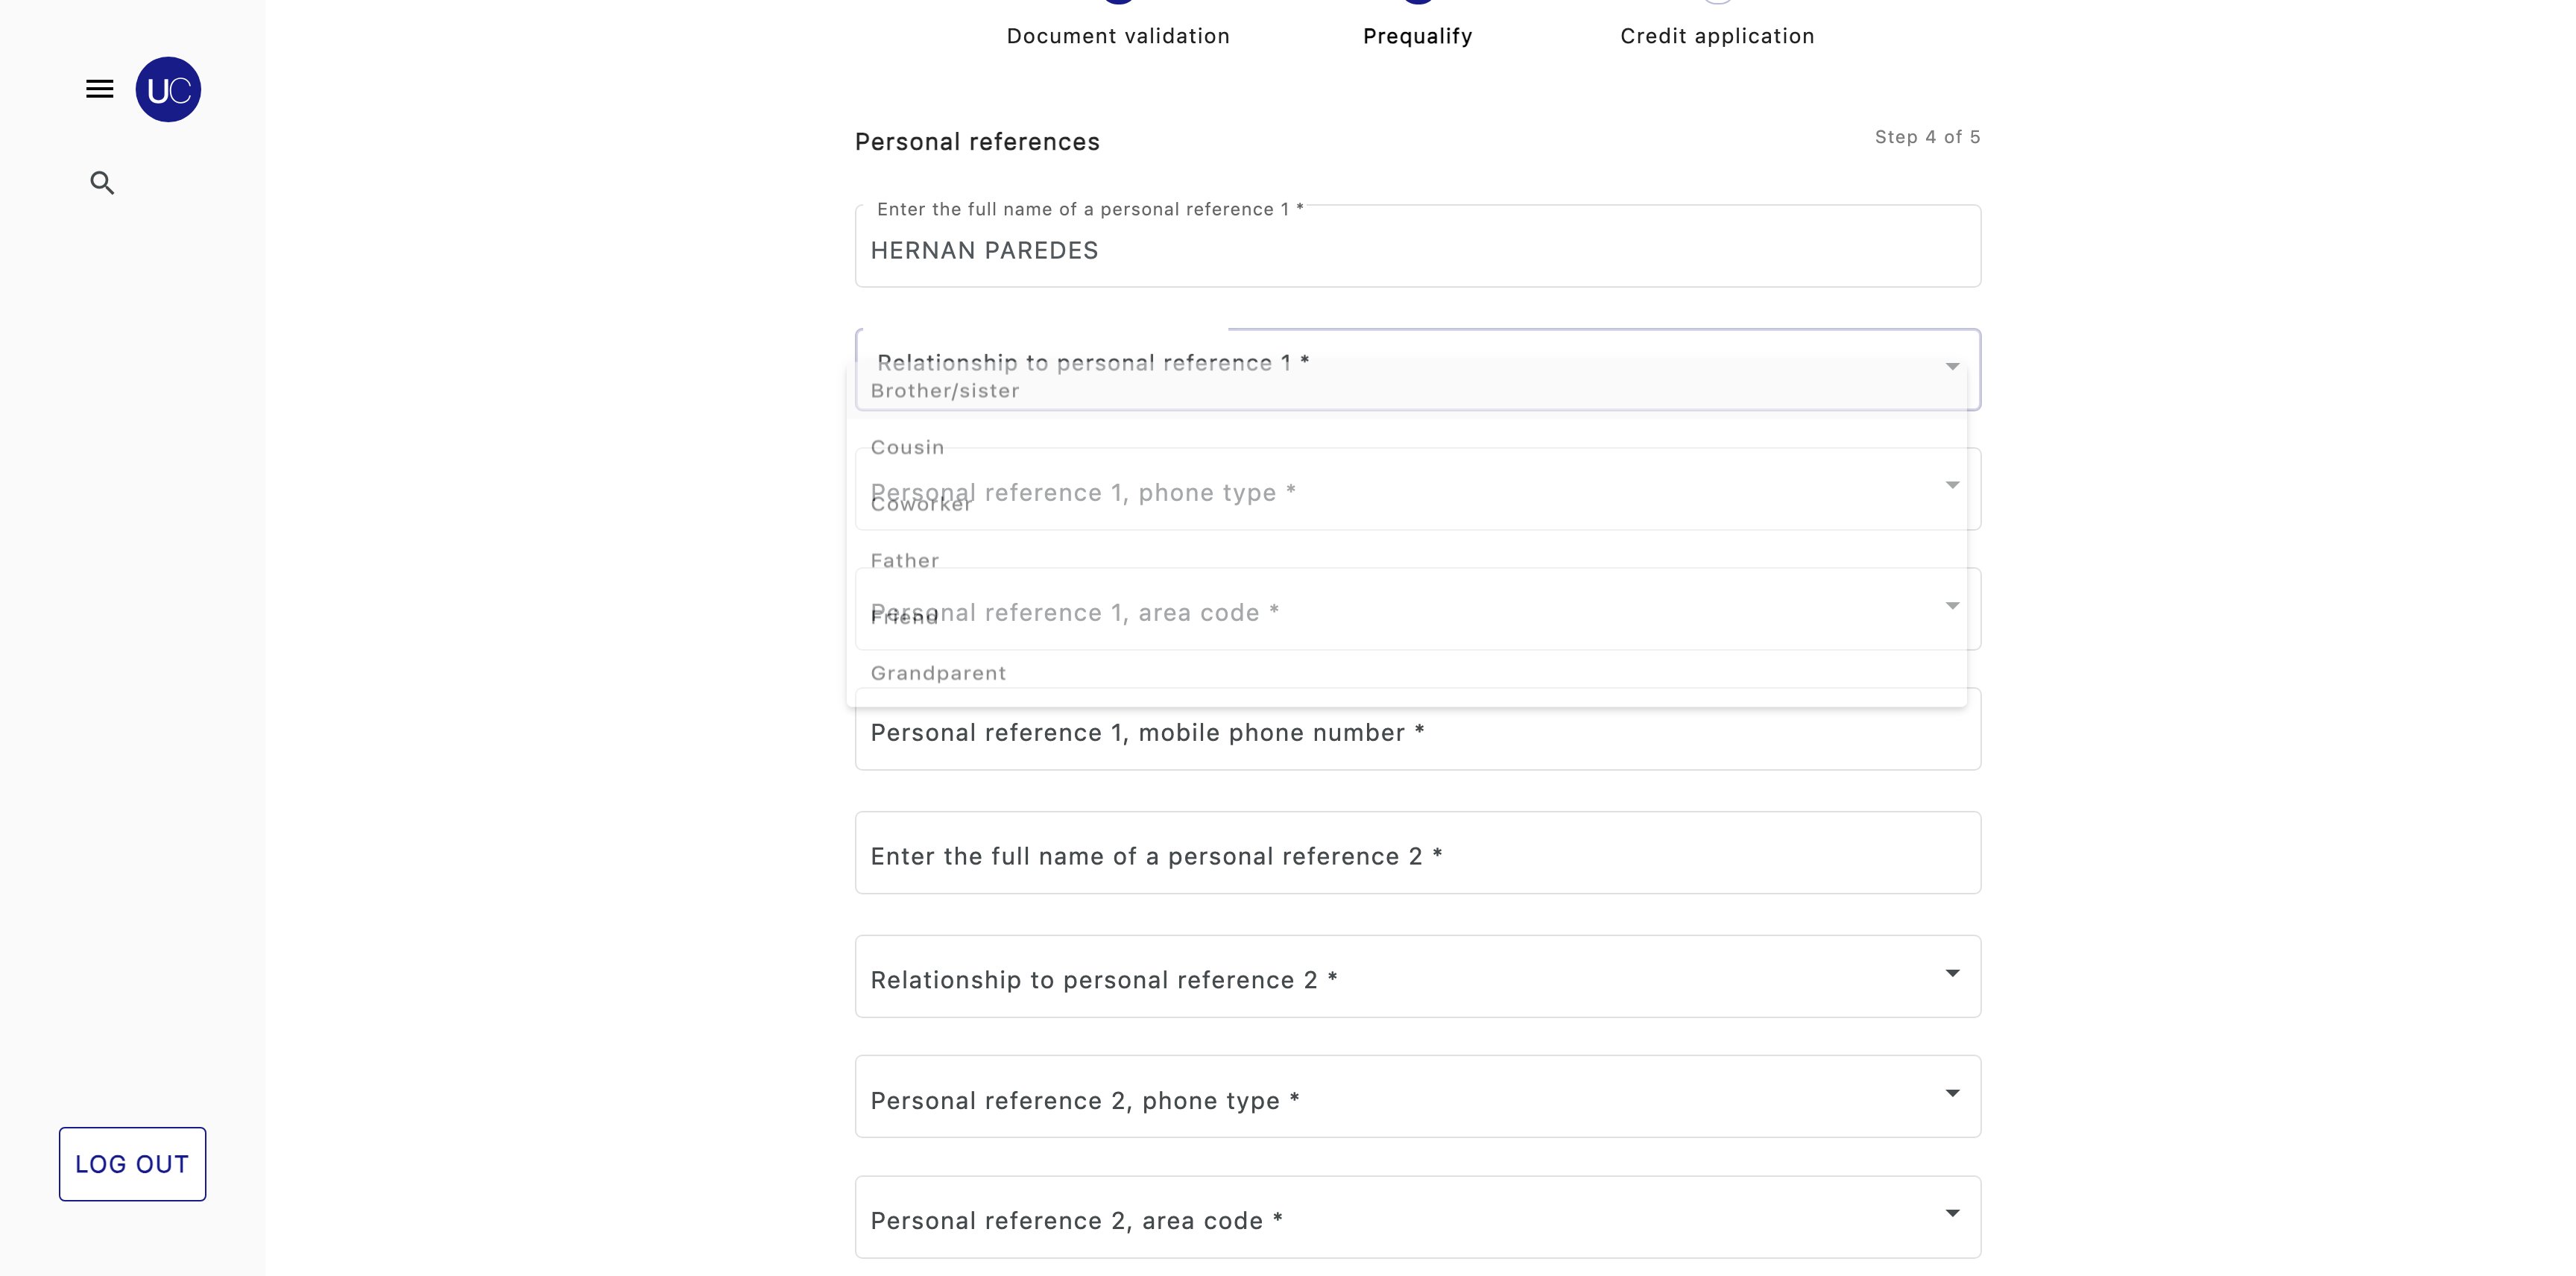 Document validation
Prequalify
Credit application
UC
Personal references
Step 4 of 5
Enter the full name of a personal reference 1 *
HERNAN PAREDES
Relationship to personal reference 1 *
Brother/sister
Cousin
Personal reference 1, phone type *
Coworker
Father
Personal reference 1, area code *
Friend
Grandparent
Personal reference 1, mobile phone number *
Enter the full name of a personal reference 2 *
Relationship to personal reference 2 *
Personal reference 2, phone type *
LOG OUT
Personal reference 2, area code *